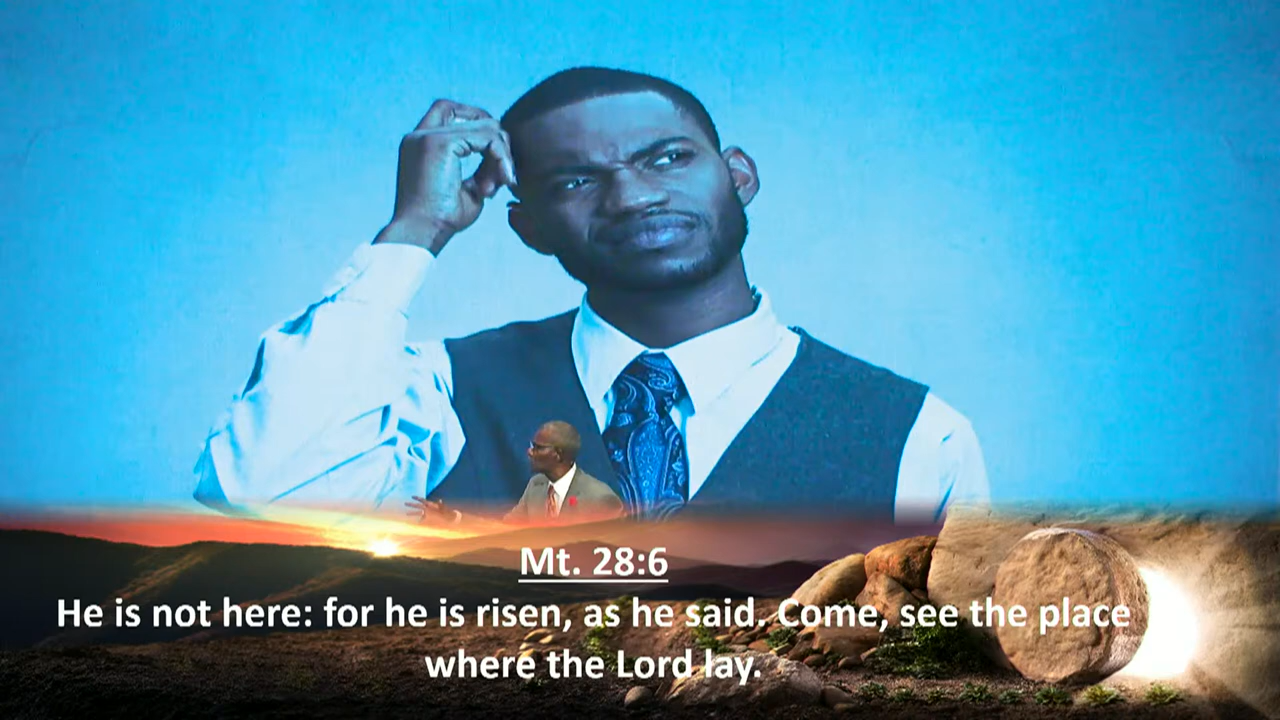 Mt. 28:6
He is not here: for he is risen, as he said. Come, see the place
where the Lord lay.